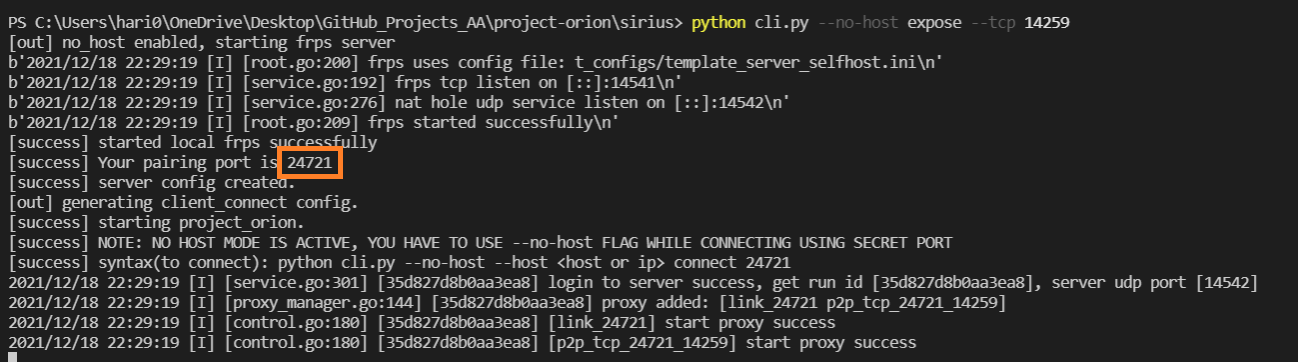 PS C:\Users\hari0\OneDrive\Desktop\GitHub_Projects_AA\project-orion\sirius> python cli.py --no-host expose --tcp 14259
[out] no_host enabled, starting frps server
b'2021/12/18 22:29:19 [I] [root.go:200] frps uses config file: t_configs/template_server_selfhost.ini\n'
b'2021/12/18 22:29:19 [I] [service.go:192] frps tcp listen on [::]:14541\n'
b'2021/12/18 22:29:19 [I] [service.go:276] nat hole udp service listen on [::]:14542\n'
b'2021/12/18 22:29:19 [I] [root.go:209] frps started successfully\n'
[success] started local frps successfully
[success] Your pairing port is 24721
[success] server config created.
[out] generating client_connect config.
[success] starting project_orion.
[success] NOTE: NO HOST MODE IS ACTIVE, YOU HAVE TO USE --no-host FLAG WHILE CONNECTING USING SECRET PORT
[success] syntax(to connect): python cli.py --no-host --host <host or ip> connect 24721
2021/12/18 22:29:19 [I] [service.go:301] [35d827d8b0aa3ea8] login to server success, get run id [35d827d8b0aa3ea8], server udp port [14542]
2021/12/18 22:29:19 [I] [proxy_manager.go:144] [35d827d8b0aa3ea8] proxy added: [link_24721 p2p_tcp_24721_14259]
2021/12/18 22:29:19 [I] [control.go:180] [35d827d8b0aa3ea8] [link_24721] start proxy success
2021/12/18 22:29:19 [I] [control.go:180] [35d827d8b0aa3ea8] [p2p_tcp_24721_14259] start proxy success